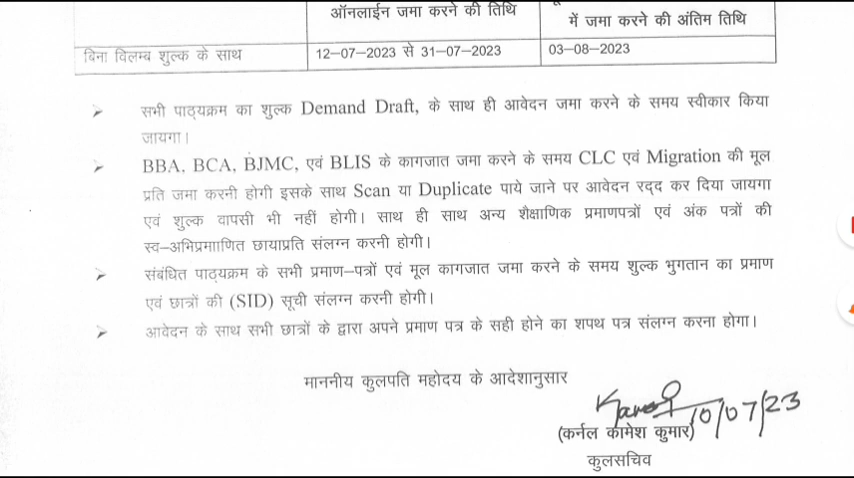 ऑनलाईन जमा करने की तिथि
में जमा करने की अंतिम तिथि
बिना विलम्ब शुल्क के साथ 12–07–2023 से 31–07–2023 03–08–2023
➢ सभी पाठ्यक्रम का शुल्क Demand Draft, के साथ ही आवेदन जमा करने के समय स्वीकार किया
जायगा।
➢ BBA, BCA, BJMC, एवं BLIS के कागजात जमा करने के समय CLC एवं Migration की मूल
प्रति जमा करनी होगी इसके साथ Scan या Duplicate पाये जाने पर आवेदन रद्द कर दिया जायगा
एवं शुल्क वापसी भी नहीं होगी। साथ ही साथ अन्य शैक्षाणिक प्रमाणपत्रों एवं अंक पत्रों की
स्व–अभिप्रमााणित छायाप्रति संलग्न करनी होगी।
➢ संबंधित पाठ्यक्रम के सभी प्रमाण–पत्रों एवं मूल कागजात जमा करने के समय शुल्क भुगतान का प्रमाण
एवं छात्रों की (SID) सूची संलग्न करनी होगी।
➢ आवेदन के साथ सभी छात्रों के द्वारा अपने प्रमाण पत्र के सही होने का शपथ पत्र संलग्न करना होगा।
माननीय कुलपति महोदय के आदेशानुसार
10/07/23
(कर्नल कामेश कुमार)
कुलसचिव